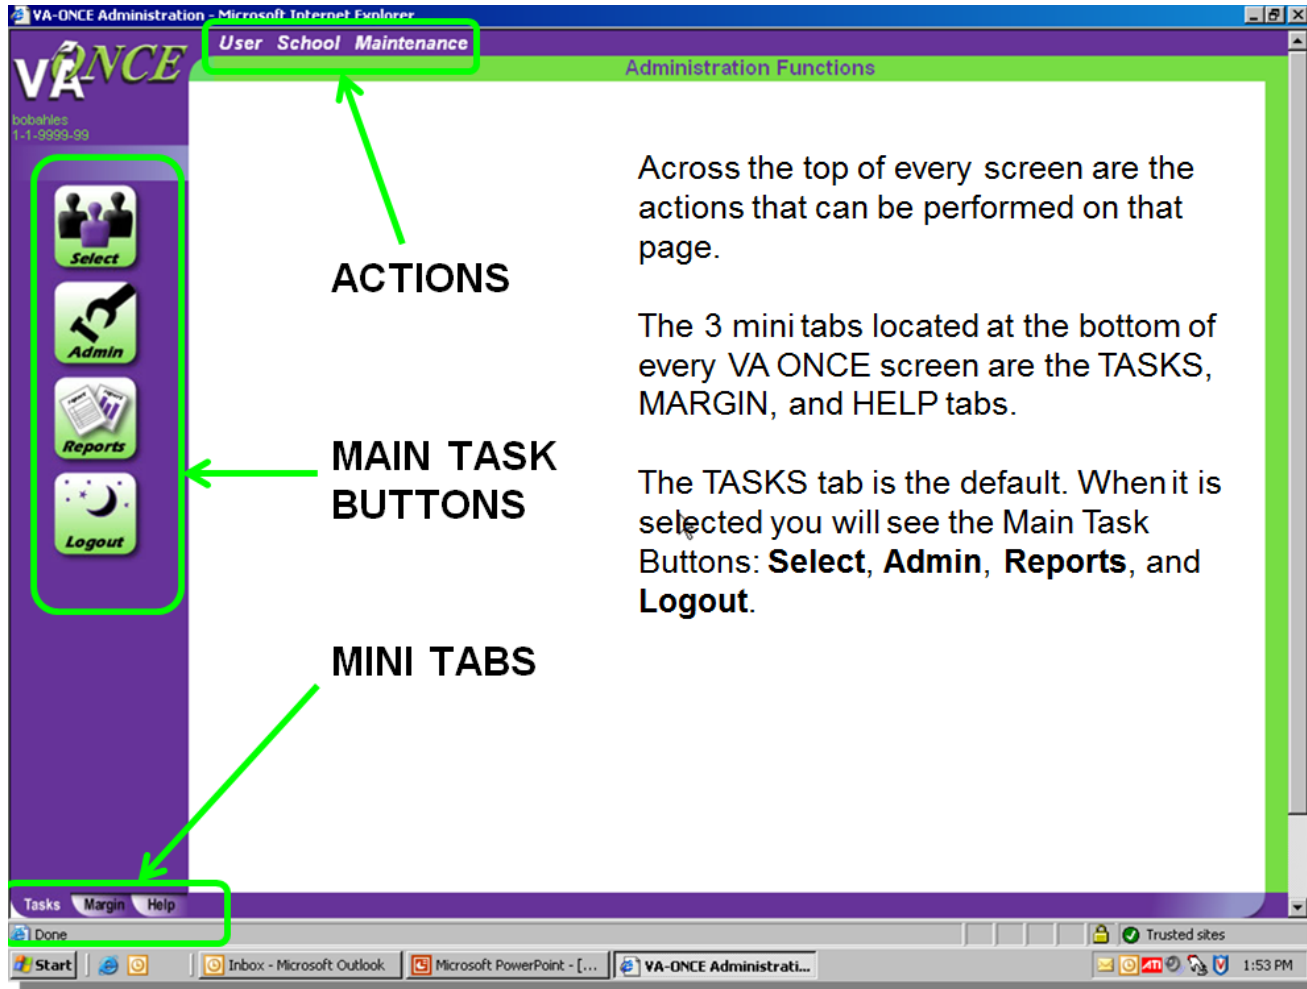 VA-ONCE Administration - Microsoft Internet Explorer
User School Maintenance
VA ONCE
Administration Functions
bobahles
1-1-9999-99
Across the top of every screen are the
actions that can be performed on that
page.
Select
ACTIONS
The 3 mini tabs located at the bottom of
every VA ONCE screen are the TASKS,
MARGIN, and HELP tabs.
Admin
Reports
MAIN TASK
BUTTONS
The TASKS tab is the default. When it is
selected you will see the Main Task
Buttons: Select, Admin, Reports, and
Logout.
Logout
MINI TABS
Tasks Margin Help
Done
Trusted sites
Start
Inbox - Microsoft Outlook
Microsoft PowerPoint - [...
VA-ONCE Administrati...
ATI
1:53 PM